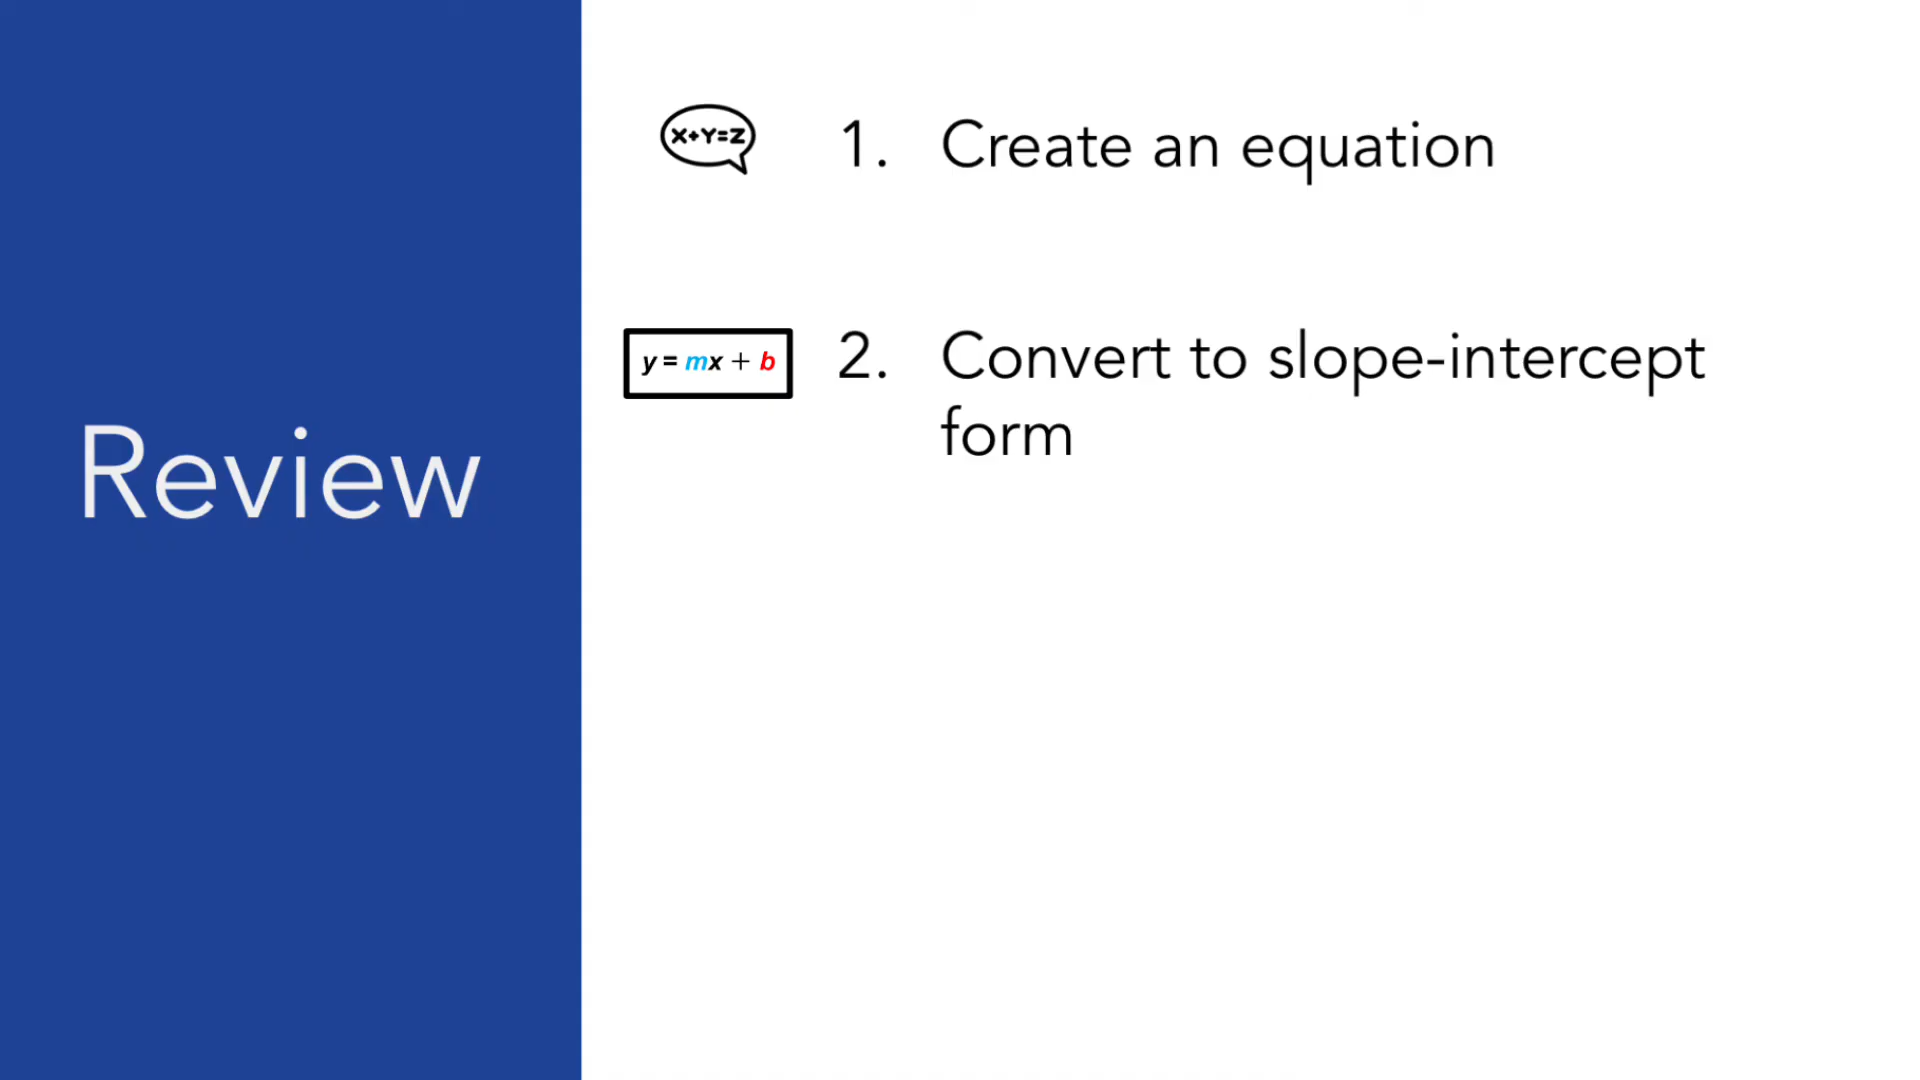 Review
X+Y=Z
1. Create an equation
y = mx + b
2. Convert to slope-intercept
form